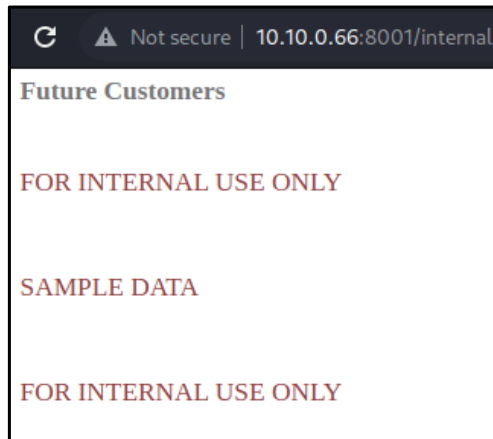 Not secure | 10.10.0.66:8001/internal
Future Customers
FOR INTERNAL USE ONLY
SAMPLE DATA
FOR INTERNAL USE ONLY